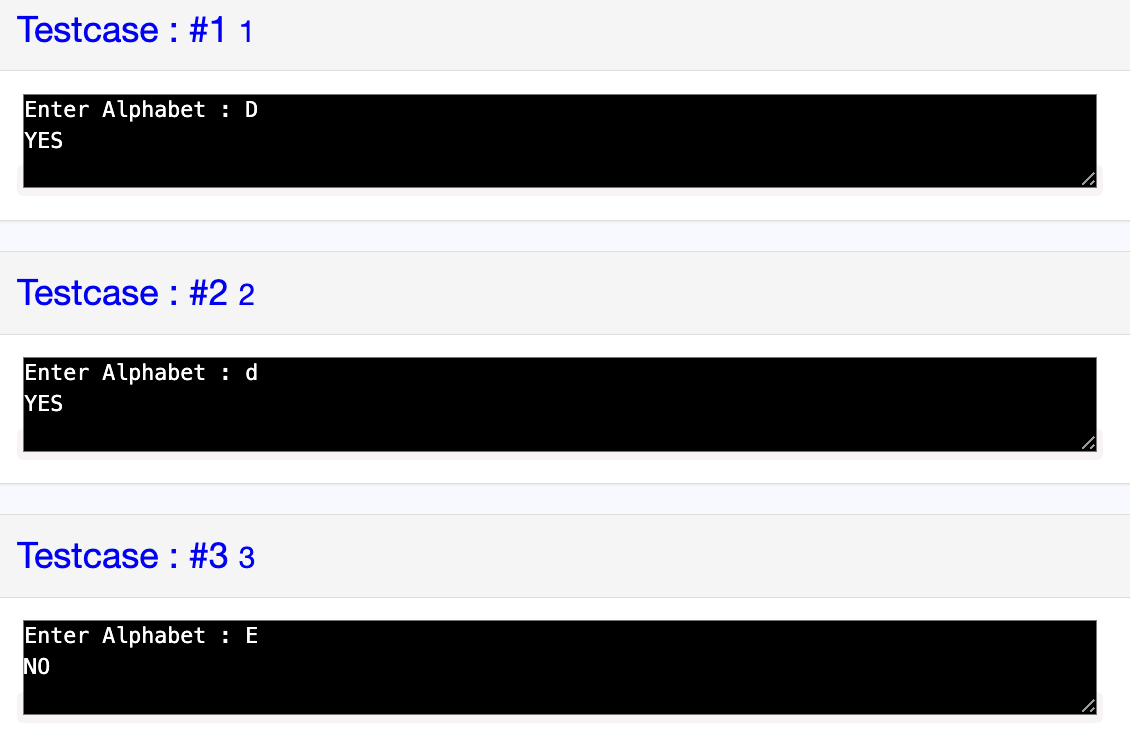 Testcase : #1 1
Enter Alphabet : D
YES
Testcase : #2 2
Enter Alphabet : d
YES
Testcase : #3 3
Enter Alphabet : E
NO